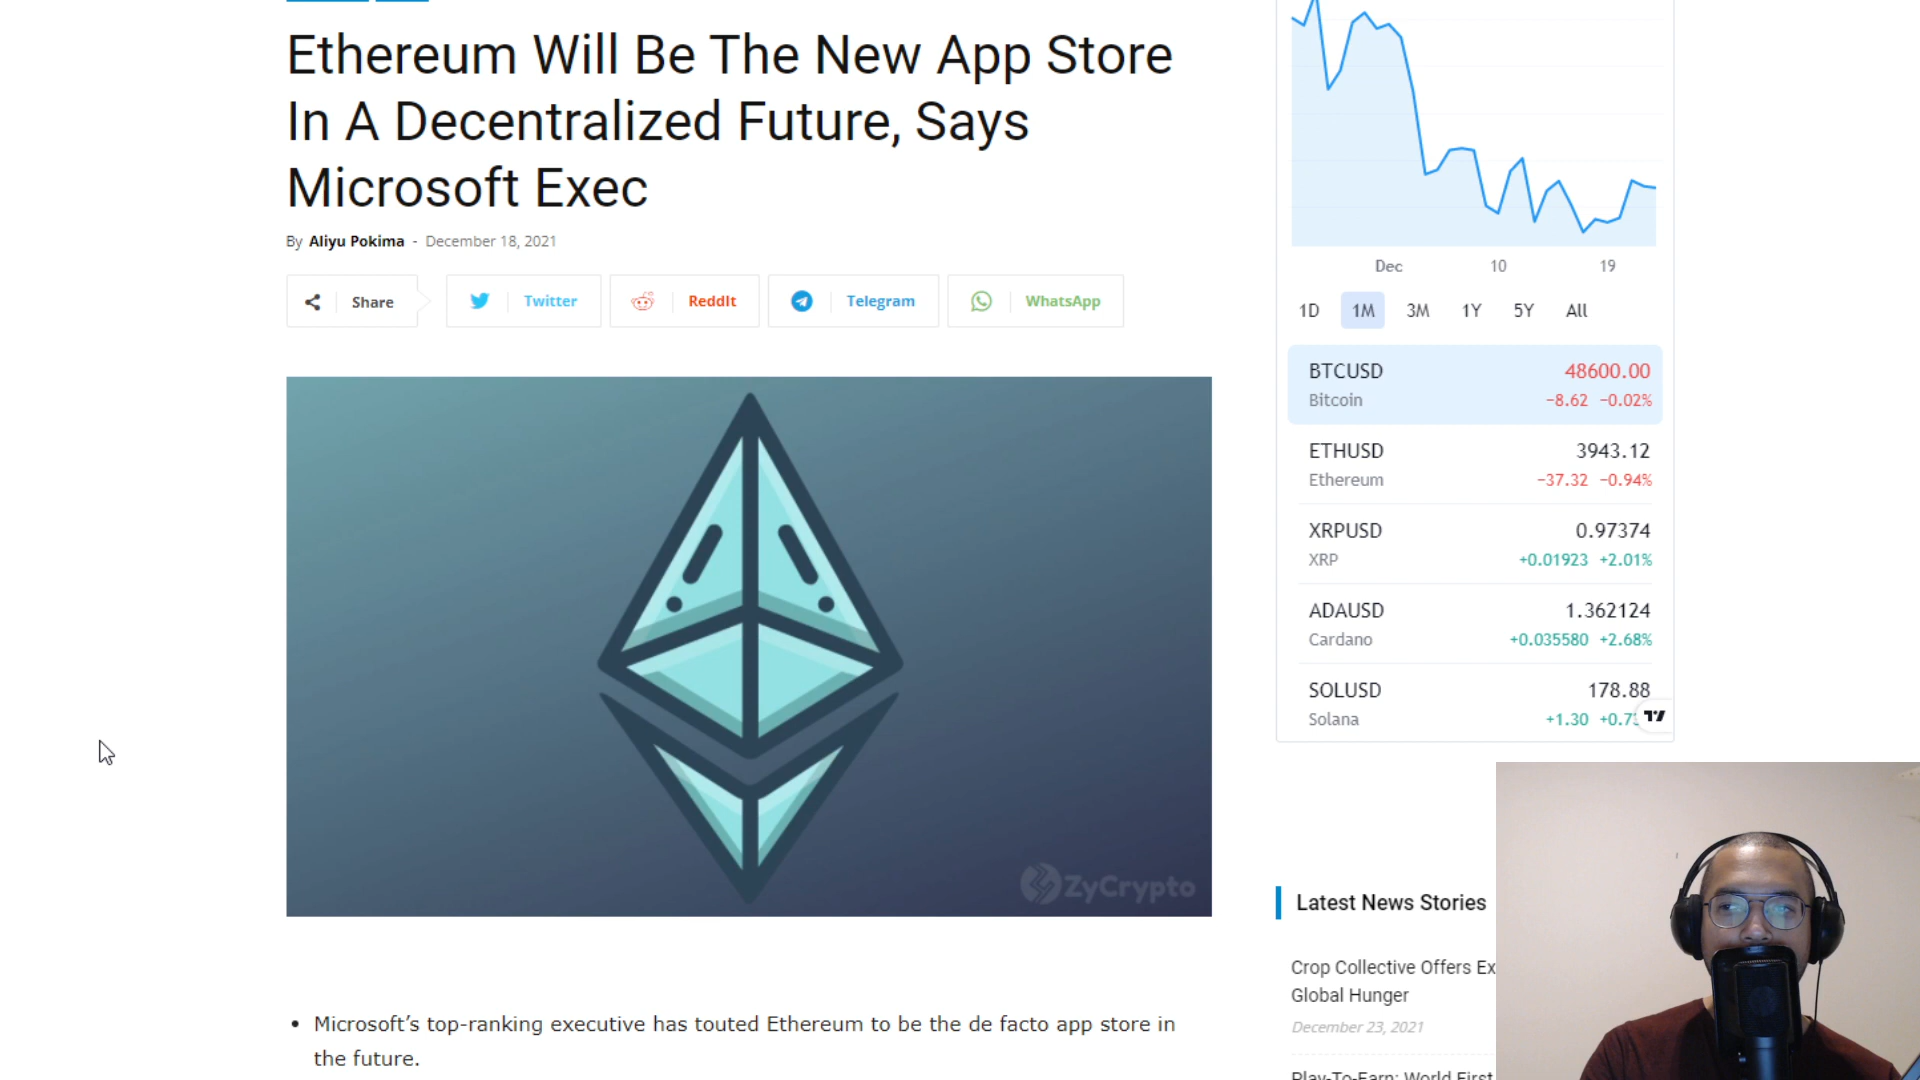 Ethereum Will Be The New App Store
In A Decentralized Future, Says
Microsoft Exec
By Aliyu Pokima - December 18, 2021
Share
Twitter
ReddIt
Telegram
WhatsApp
ZyCrypto
Microsoft’s top-ranking executive has touted Ethereum to be the de facto app store in
the future.
Dec 10 19
1D 1M 3M 1Y 5Y All
BTCUSD 48600.00
Bitcoin −8.62 −0.02%
ETHUSD 3943.12
Ethereum −37.32 −0.94%
XRPUSD 0.97374
XRP +0.01923 +2.01%
ADAUSD 1.362124
Cardano +0.035580 +2.68%
SOLUSD 178.88
Solana +1.30
Latest News Stories
Crop Collective Offers
Global Hunger
December 23, 2021
Play-To-Earn: World First